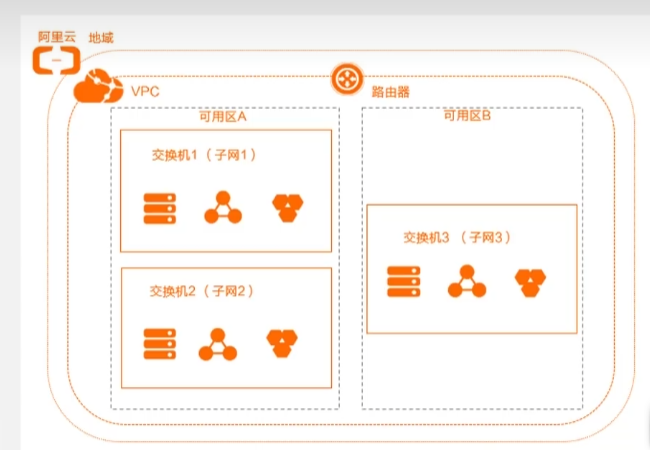 阿里云 地域
VPC
路由器
可用区A
可用区B
交换机1（子网1）
交换机2（子网2）
交换机3 （子网3）